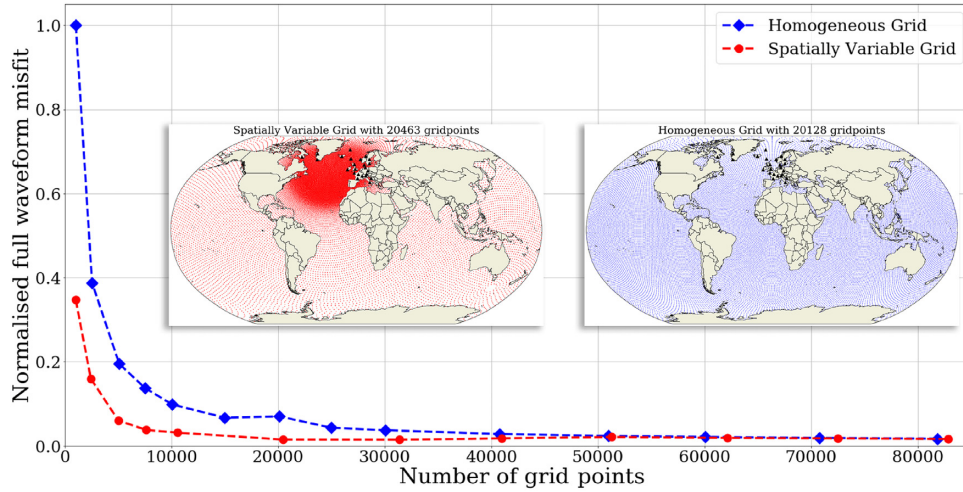 Normalised full waveform misfit
1.0
0.8
0.6
0.4
0.2
0.0
Homogeneous Grid
Spatially Variable Grid
Spatially Variable Grid with 20463 gridpoints
Homogeneous Grid with 20128 gridpoints
0 10000 20000 30000 40000 50000 60000 70000 80000
Number of grid points